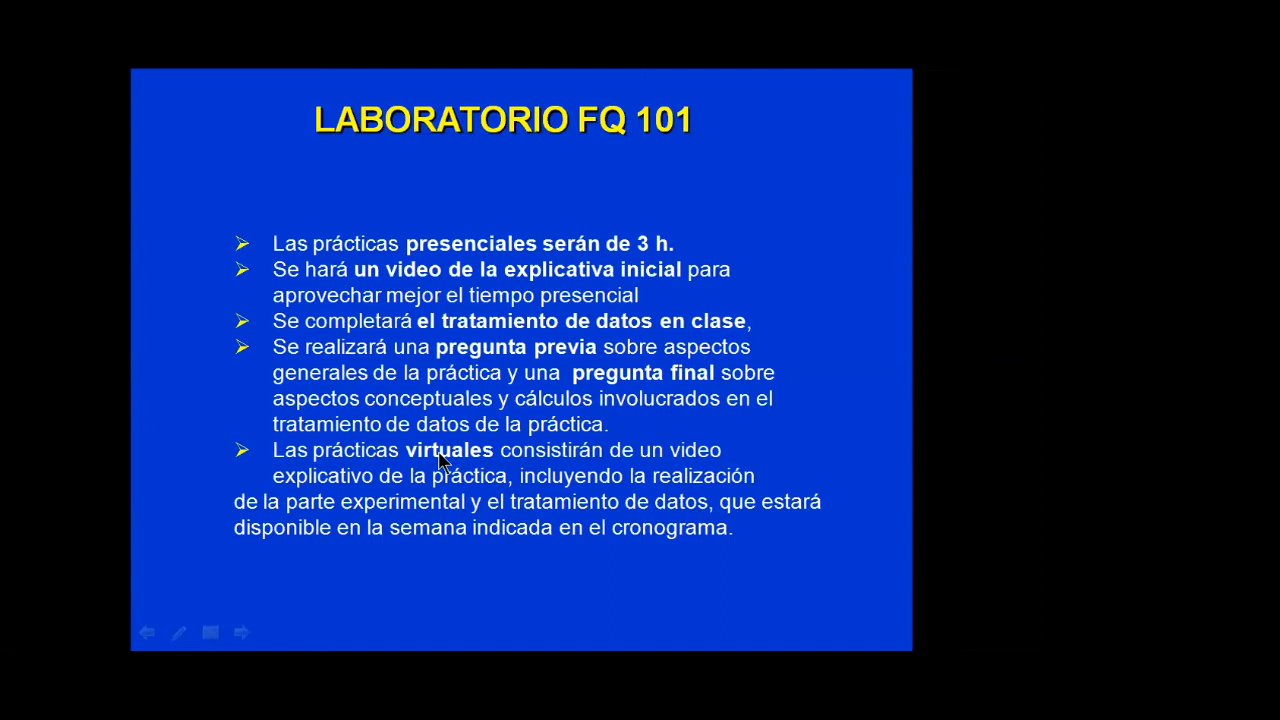 LABORATORIO FQ 101
Las prácticas presenciales serán de 3 h.
Se hará un video de la explicativa inicial para
aprovechar mejor el tiempo presencial
Se completará el tratamiento de datos en clase,
Se realizará una pregunta previa sobre aspectos
generales de la práctica y una pregunta final sobre
aspectos conceptuales y cálculos involucrados en el
tratamiento de datos de la práctica.
Las prácticas virtuales consistirán de un video
explicativo de la práctica, incluyendo la realización
de la parte experimental y el tratamiento de datos, que estará
disponible en la semana indicada en el cronograma.